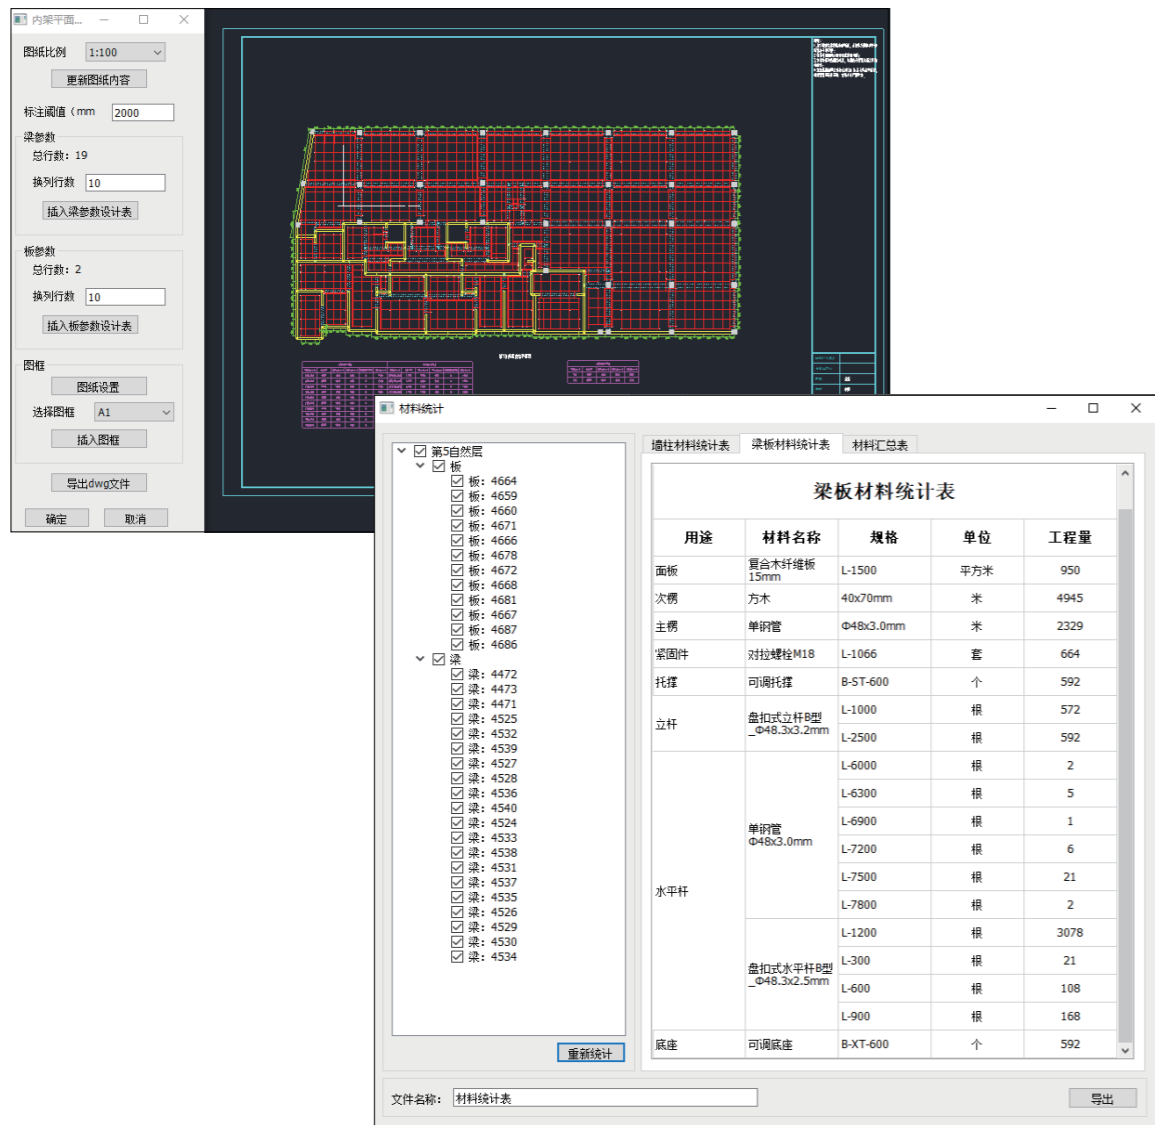 内架平面...
图纸比例 1:100
更新图纸内容
标注阈值（mm 2000
梁参数
总行数：19
换列行数 10
插入梁参数设计表
板参数
总行数：2
换列行数 10
插入板参数设计表
图框
图纸设置
选择图框 A1
插入图框
导出dwg文件
确定 取消
材料统计
第5自然层
板
板：4664
板：4659
板：4660
板：4671
板：4666
板：4678
板：4672
板：4668
板：4681
板：4667
板：4687
板：4686
梁
梁：4472
梁：4473
梁：4471
梁：4525
梁：4532
梁：4539
梁：4527
梁：4528
梁：4536
梁：4540
梁：4524
梁：4533
梁：4538
梁：4531
梁：4537
梁：4535
梁：4526
梁：4529
梁：4530
梁：4534
重新统计
墙柱材料统计表 梁板材料统计表 材料汇总表
梁板材料统计表
用途 材料名称 规格 单位 工程量
面板 复合木纤维板 15mm L-1500 平方米 950
次楞 方木 40x70mm 米 4945
主楞 单钢管 Φ48x3.0mm 米 2329
紧固件 对拉螺栓M18 L-1066 套 664
托撑 可调托撑 B-ST-600 个 592
立杆 盘扣式立杆B型_Φ48.3x3.2mm L-1000 根 572
L-2500 根 592
水平杆 单钢管 Φ48x3.0mm L-6000 根 2
L-6300 根 5
L-6900 根 1
L-7200 根 6
L-7500 根 21
L-7800 根 2
盘扣式水平杆B型_Φ48.3x2.5mm L-1200 根 3078
L-300 根 21
L-600 根 108
L-900 根 168
底座 可调底座 B-XT-600 个 592
文件名称： 材料统计表
导出